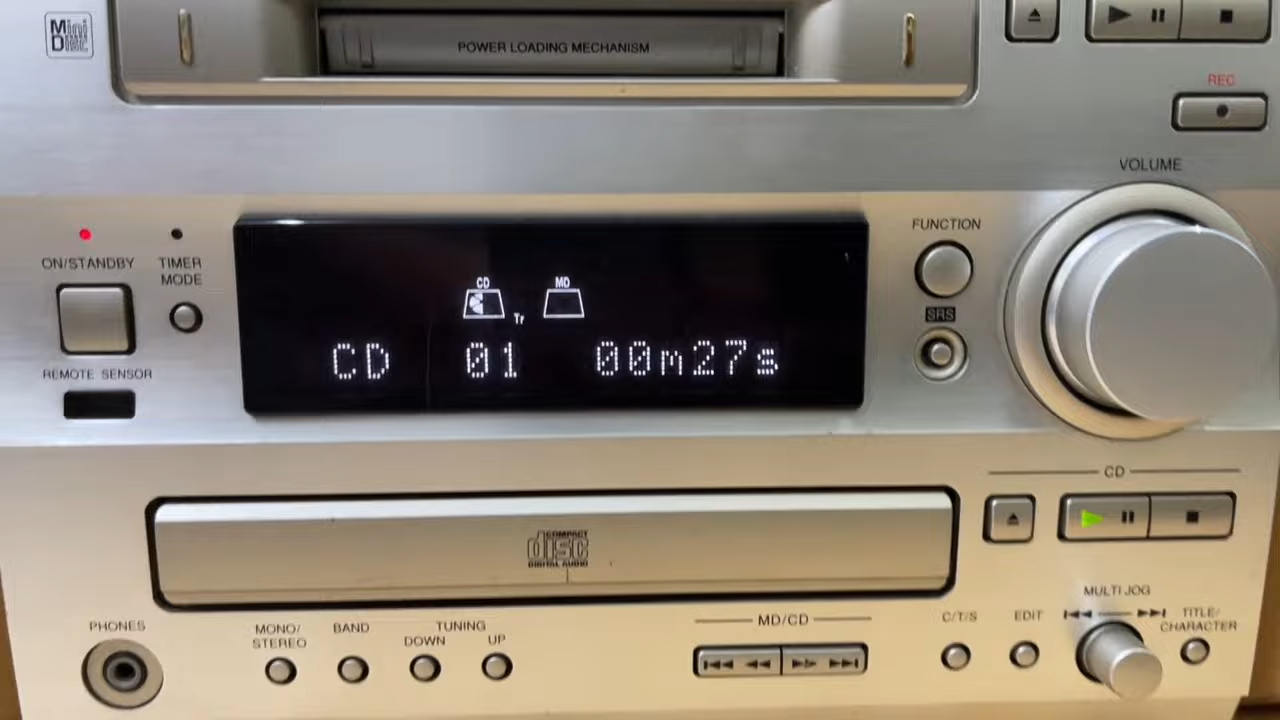 Mini
Disc
POWER LOADING MECHANISM
REC
VOLUME
ON/STANDBY
TIMER
MODE
REMOTE SENSOR
CD MD
Tr
CD 01 00m27s
FUNCTION
SRS
CD
COMPACT
disc
DIGITAL AUDIO
PHONES
MONO/
STEREO
BAND
TUNING
DOWN UP
MD/CD
C/T/S
EDIT
MULTI JOG
TITLE/
CHARACTER